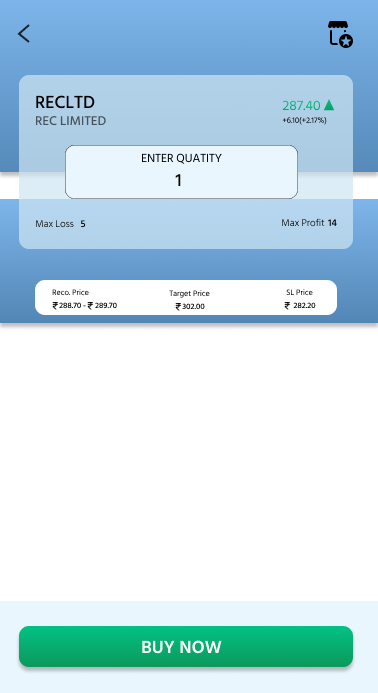 RECLTD
287.40
REC LIMITED
+6.10(+2.17%)
ENTER QUATITY
1
Max Loss 5
Max Profit 14
Reco. Price Target Price SL Price
₹ 288.70 - ₹ 289.70 ₹ 302.00 ₹ 282.20
BUY NOW